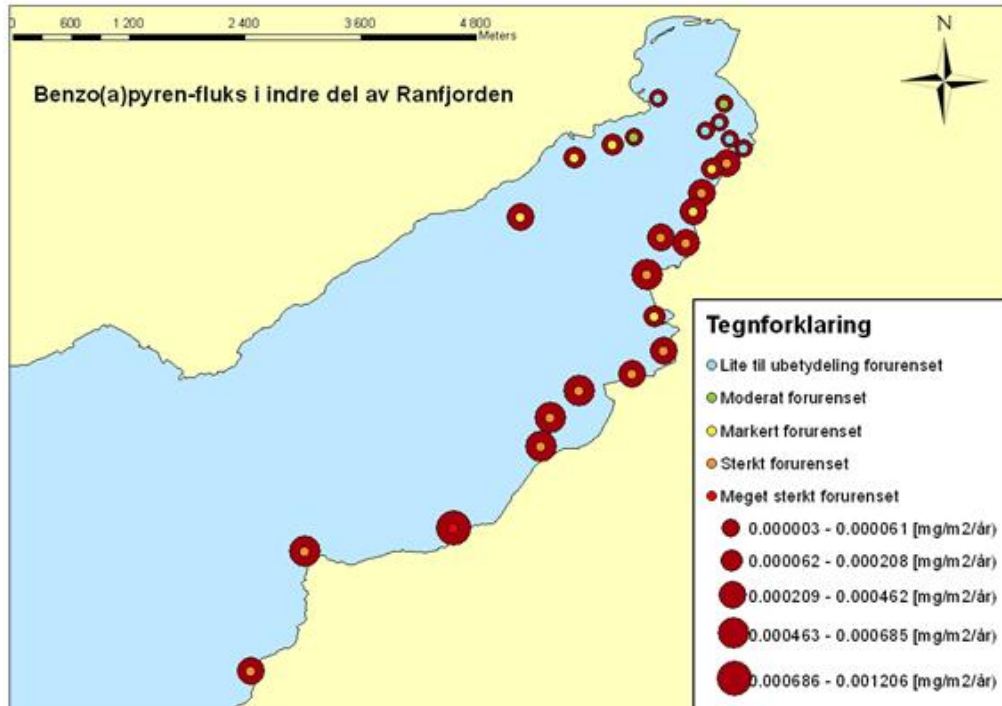 0 600 1 200 2 400 3 600 4 800
Meters
N
Benzo(a)pyren-fluks i indre del av Ranfjorden
Tegnforklaring
Lite til ubetydeling forurenset
Moderat forurenset
Markert forurenset
Sterkt forurenset
Meget sterkt forurenset
0.000003 - 0.000061 [mg/m2/år)
0.000062 - 0.000208 [mg/m2/år)
0.000209 - 0.000462 [mg/m2/år)
0.000463 - 0.000685 [mg/m2/år)
0.000686 - 0.001206 [mg/m2/år)